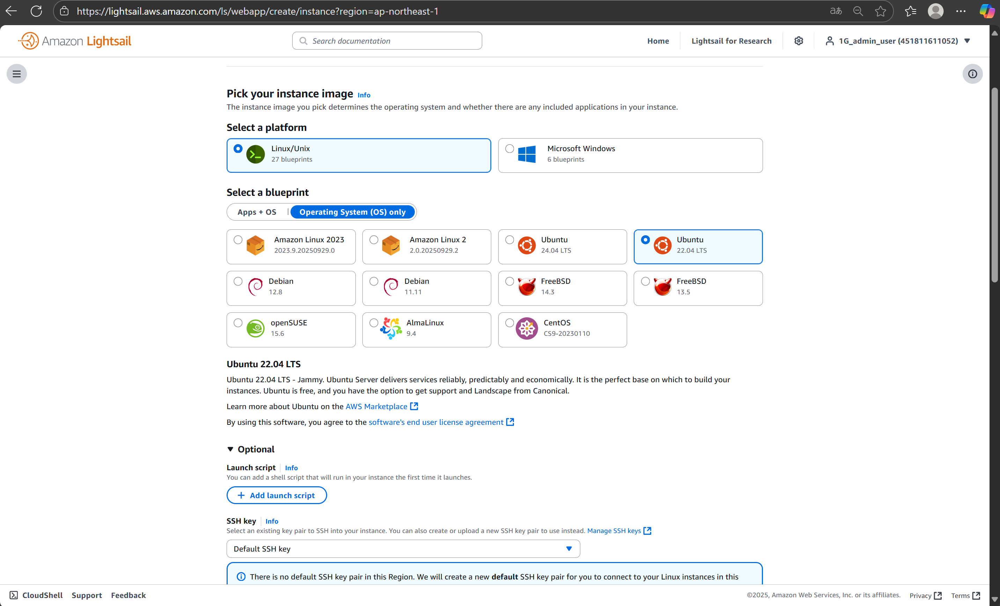 https://lightsail.aws.amazon.com/ls/webapp/create/instance?region=ap-northeast-1
aあ
Amazon Lightsail
Search documentation
Home
Lightsail for Research
1G_admin_user (451811611052)
Pick your instance image Info
The instance image you pick determines the operating system and whether there are any included applications in your instance.
Select a platform
Linux/Unix
27 blueprints
Microsoft Windows
6 blueprints
Select a blueprint
Apps + OS
Operating System (OS) only
Amazon Linux 2023
2023.9.20250929.0
Amazon Linux 2
2.0.20250929.2
Ubuntu
24.04 LTS
Ubuntu
22.04 LTS
Debian
12.8
Debian
11.11
FreeBSD
14.3
FreeBSD
13.5
openSUSE
15.6
AlmaLinux
9.4
CentOS
CS9-20230110
Ubuntu 22.04 LTS
Ubuntu 22.04 LTS - Jammy. Ubuntu Server delivers services reliably, predictably and economically. It is the perfect base on which to build your
instances. Ubuntu is free, and you have the option to get support and Landscape from Canonical.
Learn more about Ubuntu on the AWS Marketplace
By using this software, you agree to the software's end user license agreement
Optional
Launch script Info
You can add a shell script that will run in your instance the first time it launches.
+ Add launch script
SSH key Info
Select an existing key pair to SSH into your instance. You can also create or upload a new SSH key pair to use instead. Manage SSH keys
Default SSH key
There is no default SSH key pair in this Region. We will create a new default SSH key pair for you to connect to your Linux instances in this
CloudShell Support Feedback
©2025, Amazon Web Services, Inc. or its affiliates. Privacy Terms